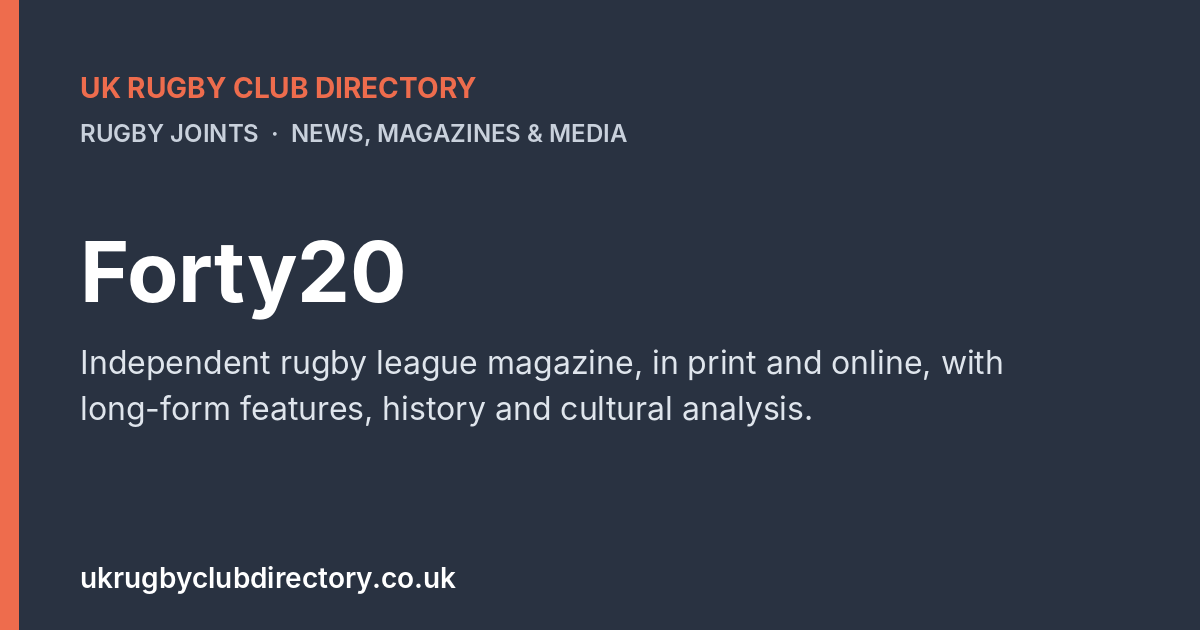 UK RUGBY CLUB DIRECTORY
RUGBY JOINTS · NEWS, MAGAZINES & MEDIA
Forty20
Independent rugby league magazine, in print and online, with
long-form features, history and cultural analysis.
ukrugbyclubdirectory.co.uk